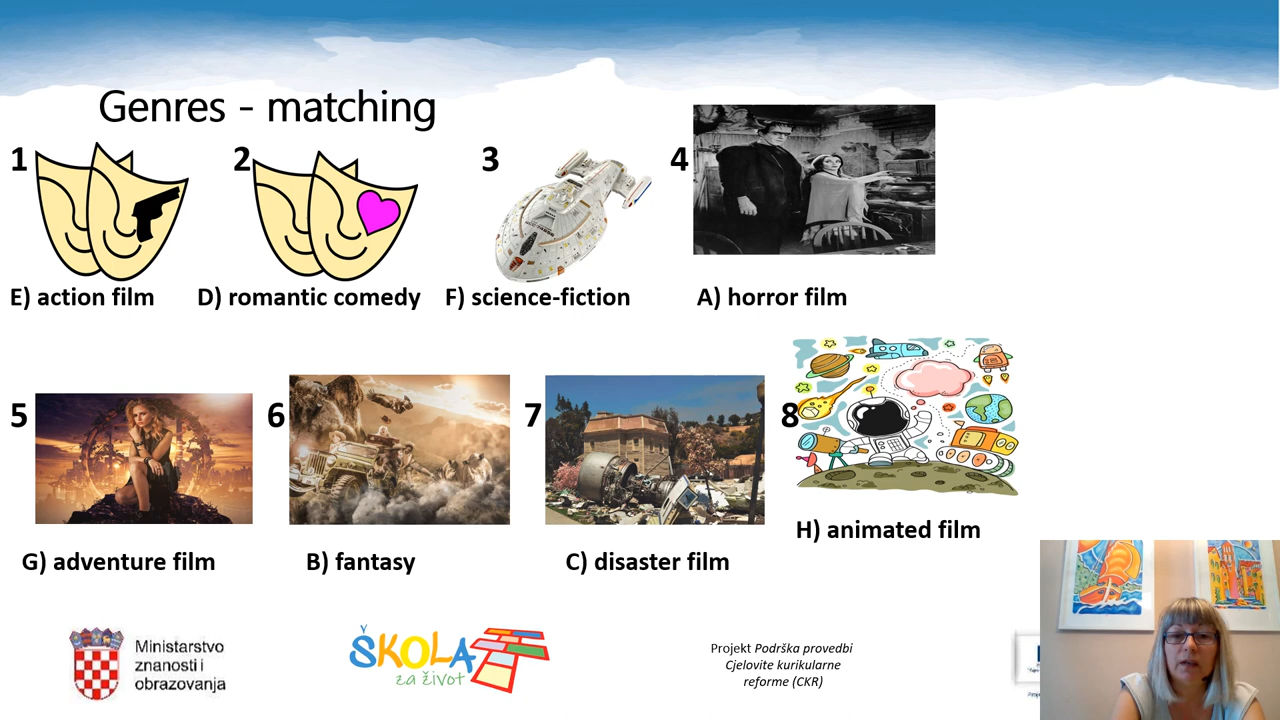 Genres - matching
1
2
3
4
E) action film
D) romantic comedy
F) science-fiction
A) horror film
5
6
7
8
G) adventure film
B) fantasy
C) disaster film
H) animated film
Ministarstvo
znanosti i
obrazovanja
ŠKOLA
za život
Projekt Podrška provedbi
Cjelovite kurikularne
reforme (CKR)